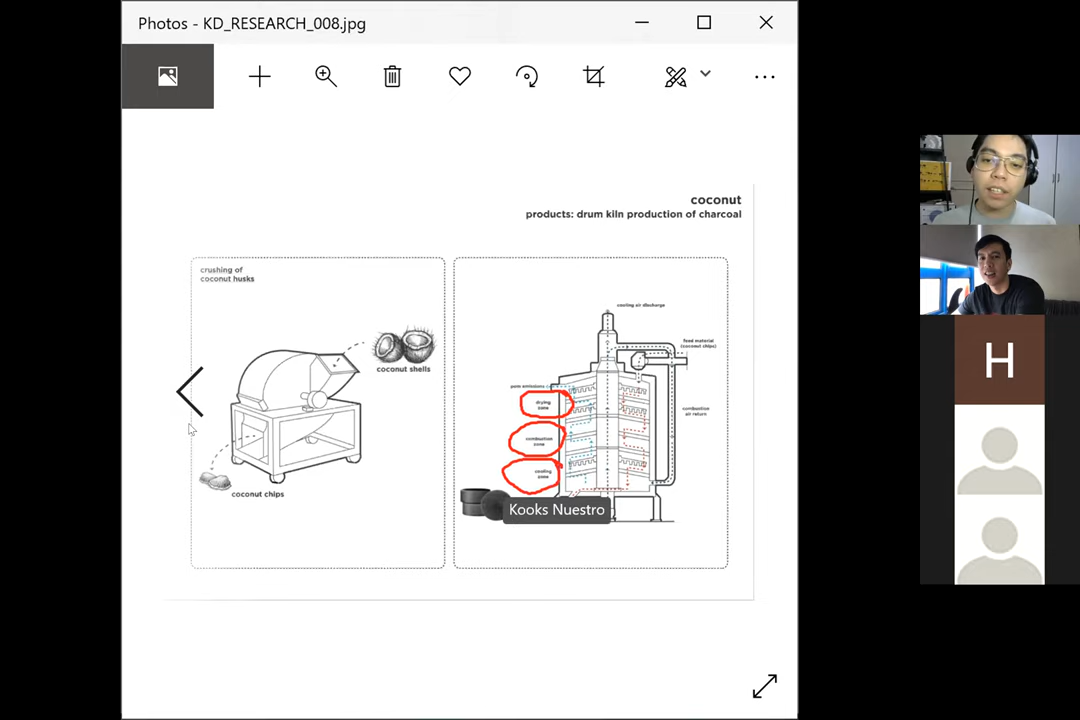 Photos - KD_RESEARCH_008.jpg
coconut
products: drum kiln production of charcoal
crushing of
coconut husks
coconut shells
coconut chips
cooling air discharge
feed material
(coconut chips)
combustion
air return
drying
zone
combustion
zone
cooling
zone
Kooks Nuestro
H